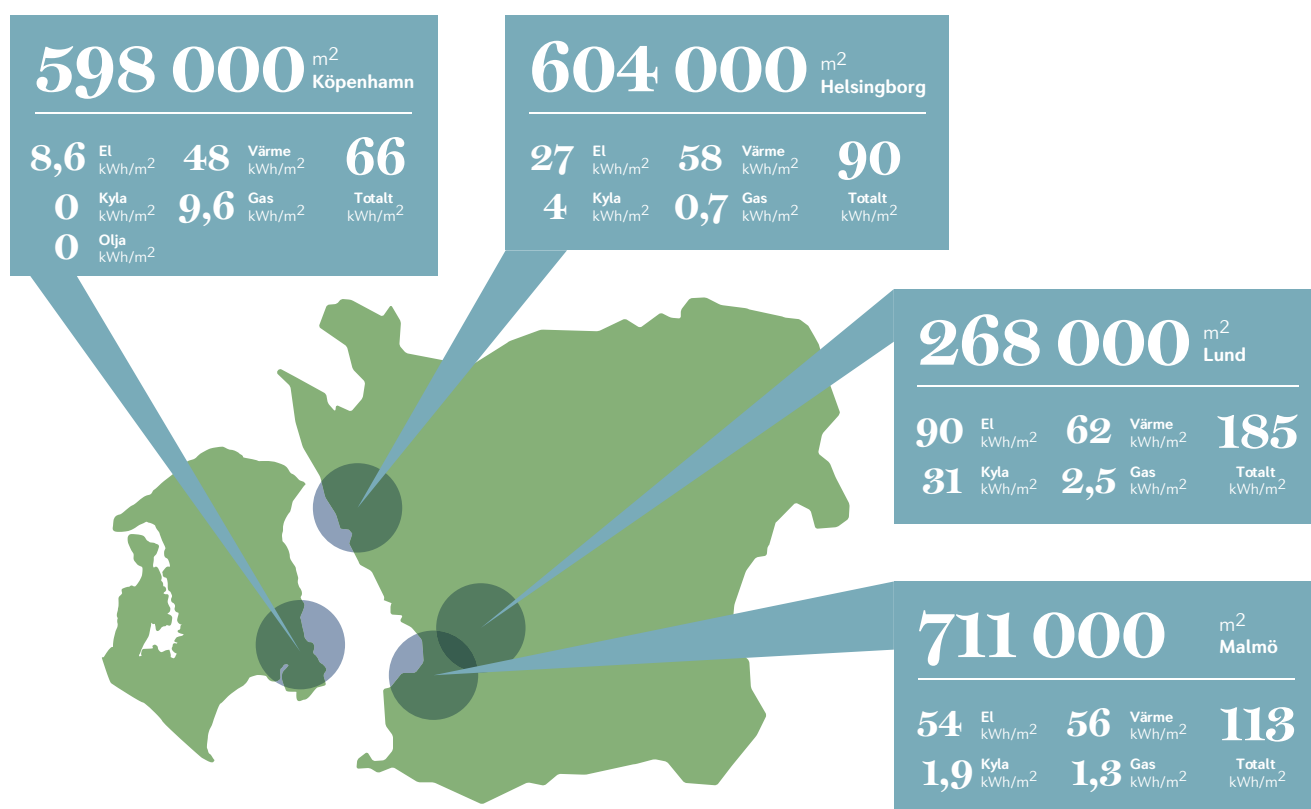 598 000 m2
Köpenhamn
8,6 El kWh/m2 48 Värme kWh/m2 66
0 Kyla kWh/m2 9,6 Gas kWh/m2 Totalt kWh/m2
0 Olja kWh/m2
604 000 m2
Helsingborg
27 El kWh/m2 58 Värme kWh/m2 90
4 Kyla kWh/m2 0,7 Gas kWh/m2 Totalt kWh/m2
268 000 m2
Lund
90 El kWh/m2 62 Värme kWh/m2 185
31 Kyla kWh/m2 2,5 Gas kWh/m2 Totalt kWh/m2
711 000 m2
Malmö
54 El kWh/m2 56 Värme kWh/m2 113
1,9 Kyla kWh/m2 1,3 Gas kWh/m2 Totalt kWh/m2